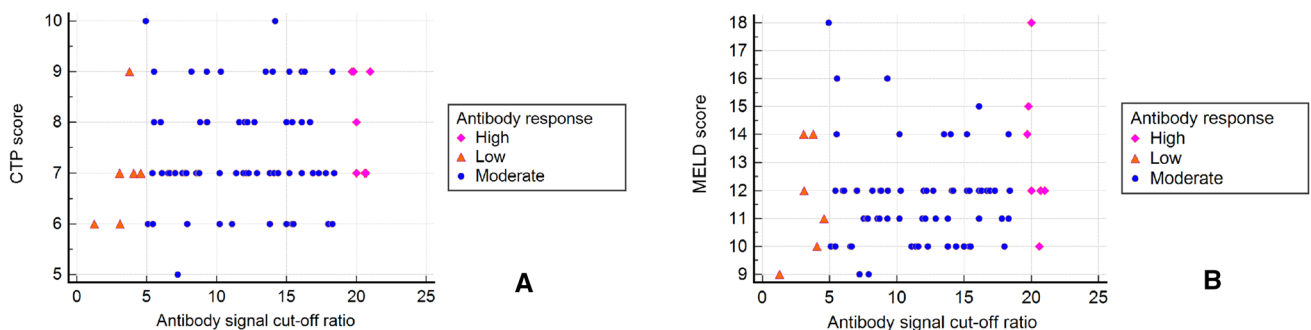 10
9
8
7
6
5
CTP score
0 5 10 15 20 25
Antibody signal cut-off ratio
Antibody response
High
Low
Moderate
A
18
17
16
15
14
13
12
11
10
9
MELD score
0 5 10 15 20 25
Antibody signal cut-off ratio
Antibody response
High
Low
Moderate
B